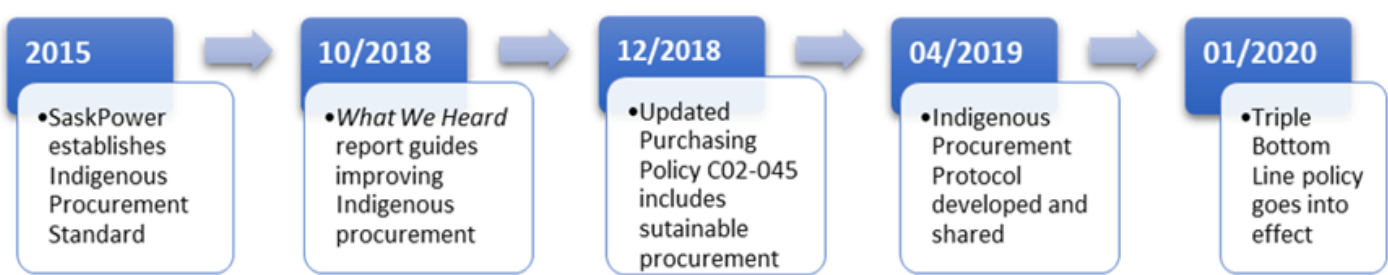 2015
•SaskPower
establishes
Indigenous
Procurement
Standard
10/2018
•What We Heard
report guides
improving
Indigenous
procurement
12/2018
•Updated
Purchasing
Policy C02-045
includes
sutainable
procurement
04/2019
•Indigenous
Procurement
Protocol
developed and
shared
01/2020
•Triple
Bottom
Line policy
goes into
effect